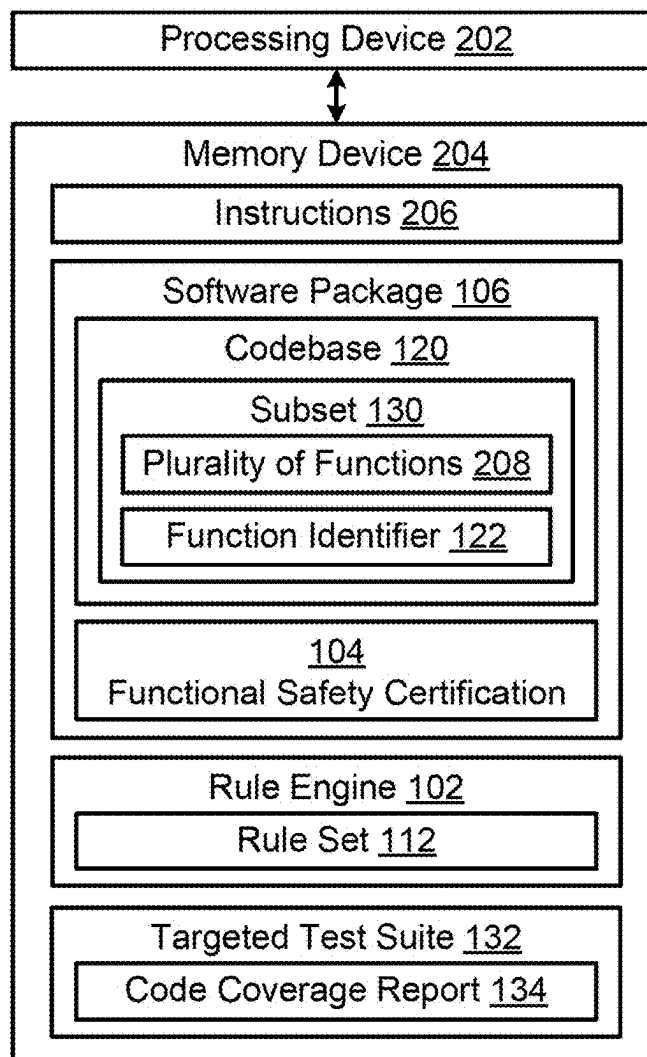 Processing Device 202
Memory Device 204
Instructions 206
Software Package 106
Codebase 120
Subset 130
Plurality of Functions 208
Function Identifier 122
104
Functional Safety Certification
Rule Engine 102
Rule Set 112
Targeted Test Suite 132
Code Coverage Report 134